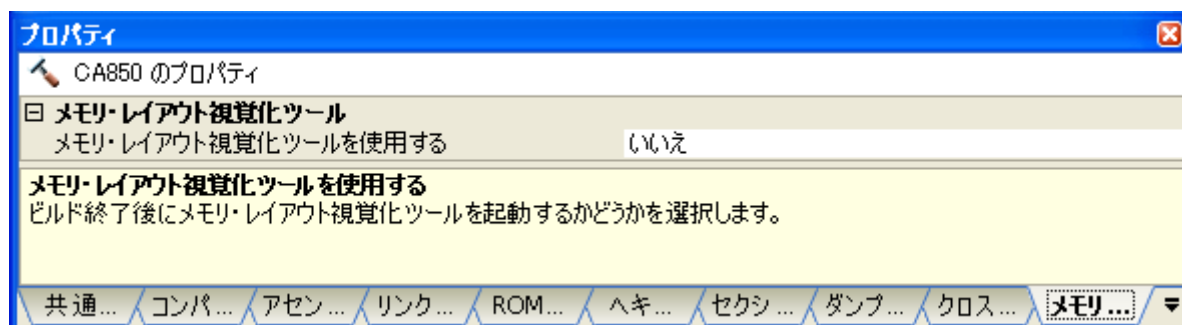 プロパティ
CA850 のプロパティ
メモリ・レイアウト視覚化ツール
メモリ・レイアウト視覚化ツールを使用する いいえ
メモリ・レイアウト視覚化ツールを使用する
ビルド終了後にメモリ・レイアウト視覚化ツールを起動するかどうかを選択します。
共通... コンパ... アセン... リンク... ROM... ヘキ... セクシ... ダンプ... クロス... メモリ...